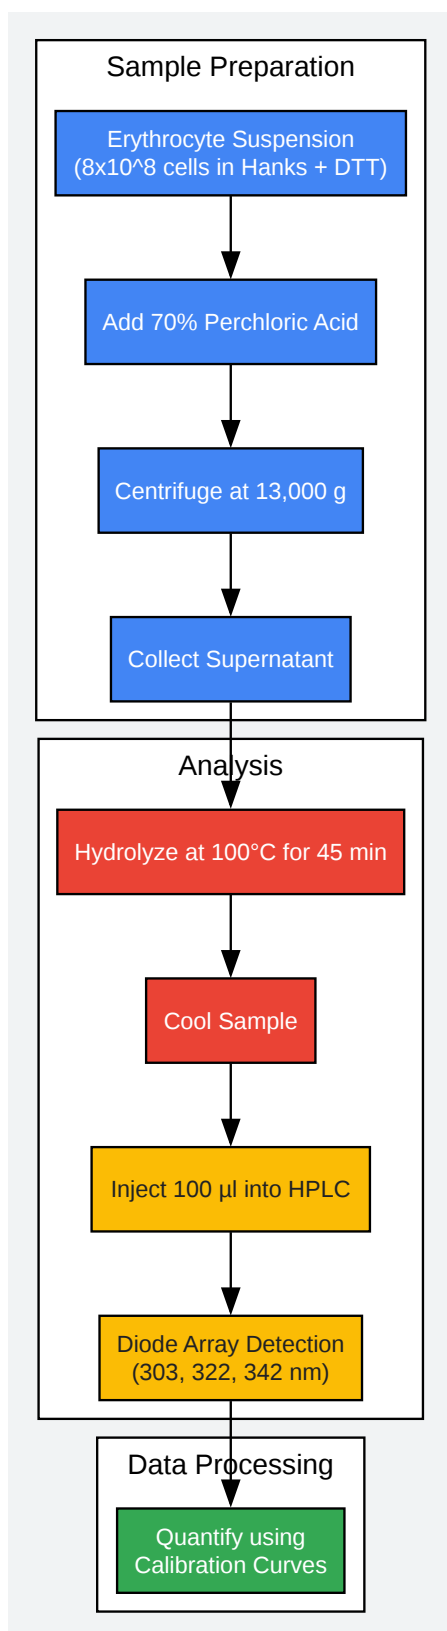 Sample Preparation
Erythrocyte Suspension
(8x10^8 cells in Hanks + DTT)
Add 70% Perchloric Acid
Centrifuge at 13,000 g
Collect Supernatant
Analysis
Hydrolyze at 100°C for 45 min
Cool Sample
Inject 100 µl into HPLC
Diode Array Detection
(303, 322, 342 nm)
Data Processing
Quantify using
Calibration Curves